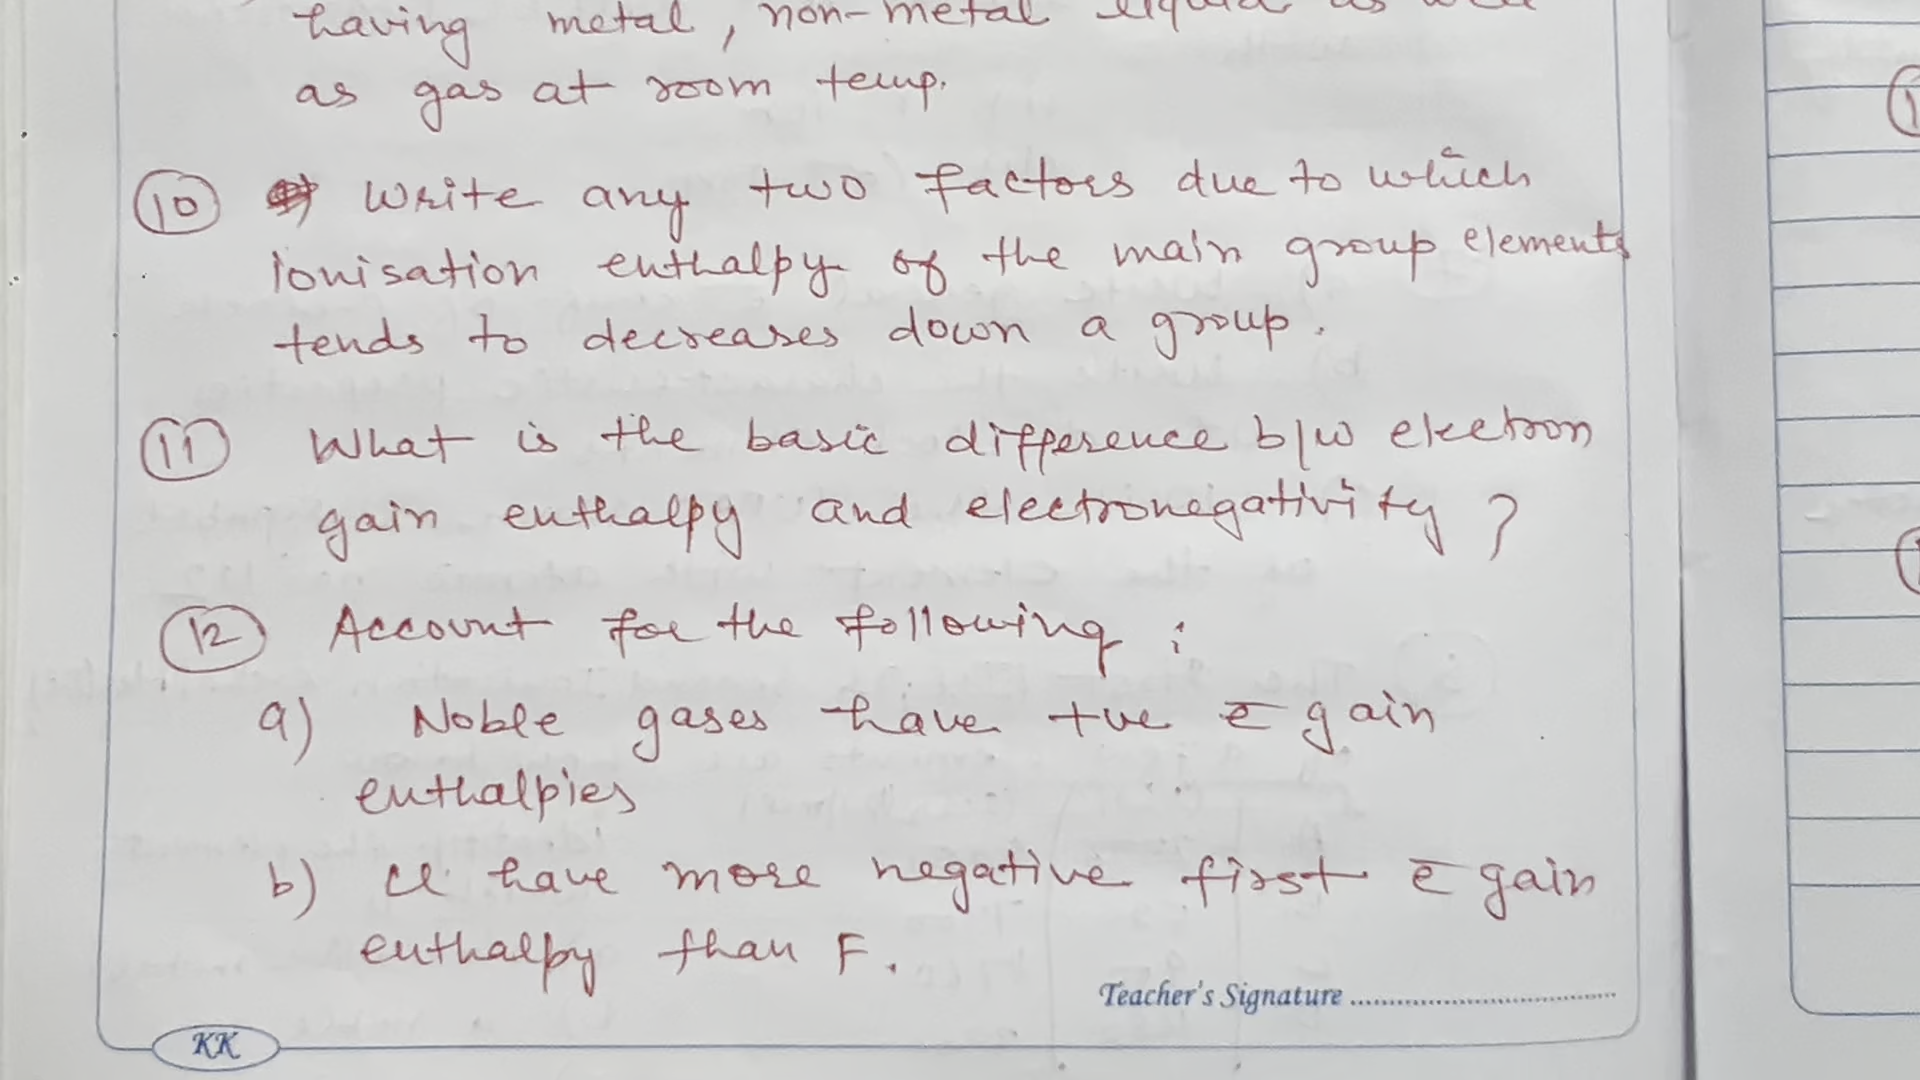 having metal, non-metal liquid as well
as gas at room temp.
10 Write any two factors due to which
ionisation enthalpy of the main group elements
tends to decreases down a group.
11 What is the basic difference b/w electron
gain enthalpy and electronegativity?
12 Account for the following :
a) Noble gases have +ve e̅ gain
enthalpies
b) Cl have more negative first e̅ gain
enthalpy than F.
Teacher's Signature ........................................
KK